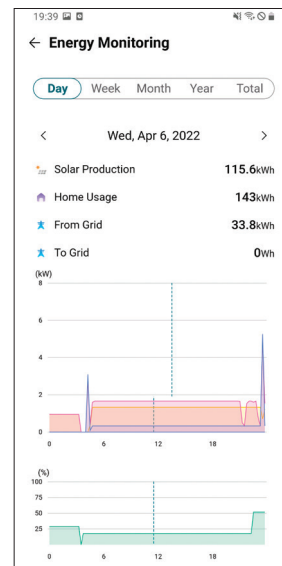 19:39
Energy Monitoring
Day Week Month Year Total
< Wed, Apr 6, 2022 >
Solar Production 115.6kWh
Home Usage 143kWh
From Grid 33.8kWh
To Grid 0Wh
(kW)
8
6
4
2
0
0 6 12 18
(%)
100
75
50
25
0 6 12 18